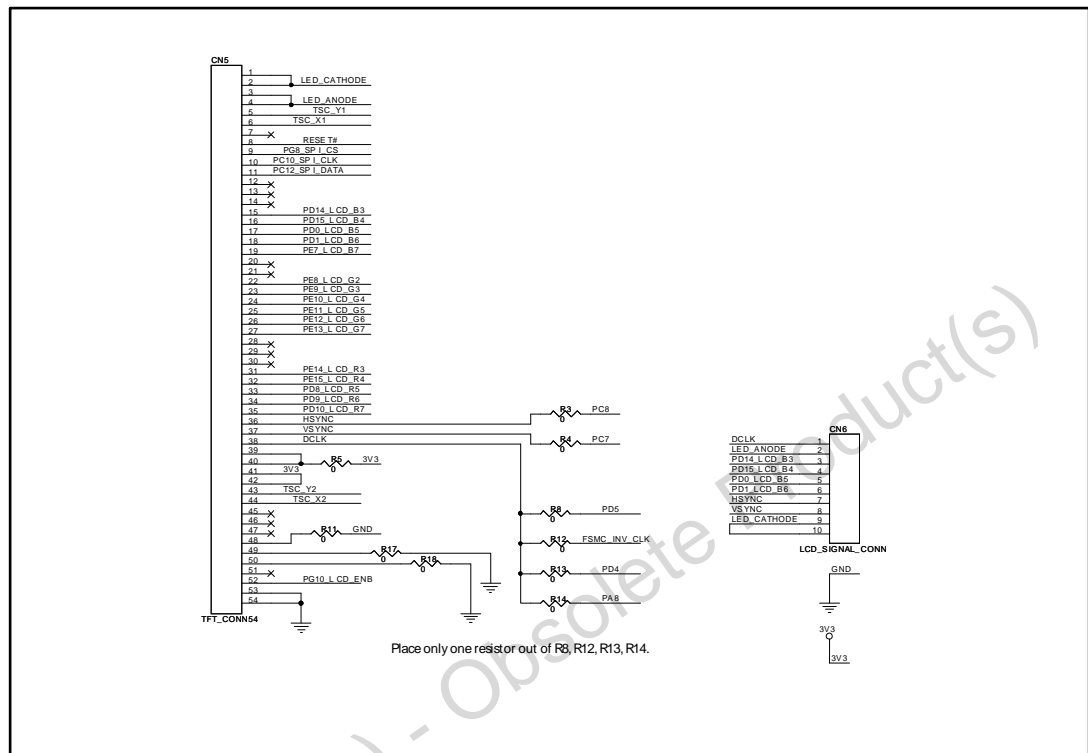 CN5
1
2 LED_CATHODE
3
4 LED_ANODE
5 TSC_Y1
6 TSC_X1
7
8 RESET#
9 PG8_SPI_CS
10 PC10_SPI_CLK
11 PC12_SPI_DATA
12
13
14
15 PD14_LCD_B3
16 PD15_LCD_B4
17 PD0_LCD_B5
18 PD1_LCD_B6
19 PE7_LCD_B7
20
21
22 PE8_LCD_G2
23 PE9_LCD_G3
24 PE10_LCD_G4
25 PE11_LCD_G5
26 PE12_LCD_G6
27 PE13_LCD_G7
28
29
30
31 PE14_LCD_R3
32 PE15_LCD_R4
33 PD8_LCD_R5
34 PD9_LCD_R6
35 PD10_LCD_R7
36 HSYNC
37 VSYNC
38 DCLK
39
40
41 3V3
42
43 TSC_Y2
44 TSC_X2
45
46
47
48
49
50
51
52 PG10_LCD_ENB
53
54
TFT_CONN54
R3 PC8
0
R4 PC7
0
R5 3V3
0
R11 GND
0
R17
0
R18
0
R8 PD5
0
R12 FSMC_INV_CLK
0
R13 PD4
0
R14 PA8
0
Place only one resistor out of R8, R12, R13, R14.
CN6
DCLK 1
LED_ANODE 2
PD14_LCD_B3 3
PD15_LCD_B4 4
PD0_LCD_B5 5
PD1_LCD_B6 6
HSYNC 7
VSYNC 8
LED_CATHODE 9
10
LCD_SIGNAL_CONN
GND
3V3
3V3
) - Obsolete Product(s)